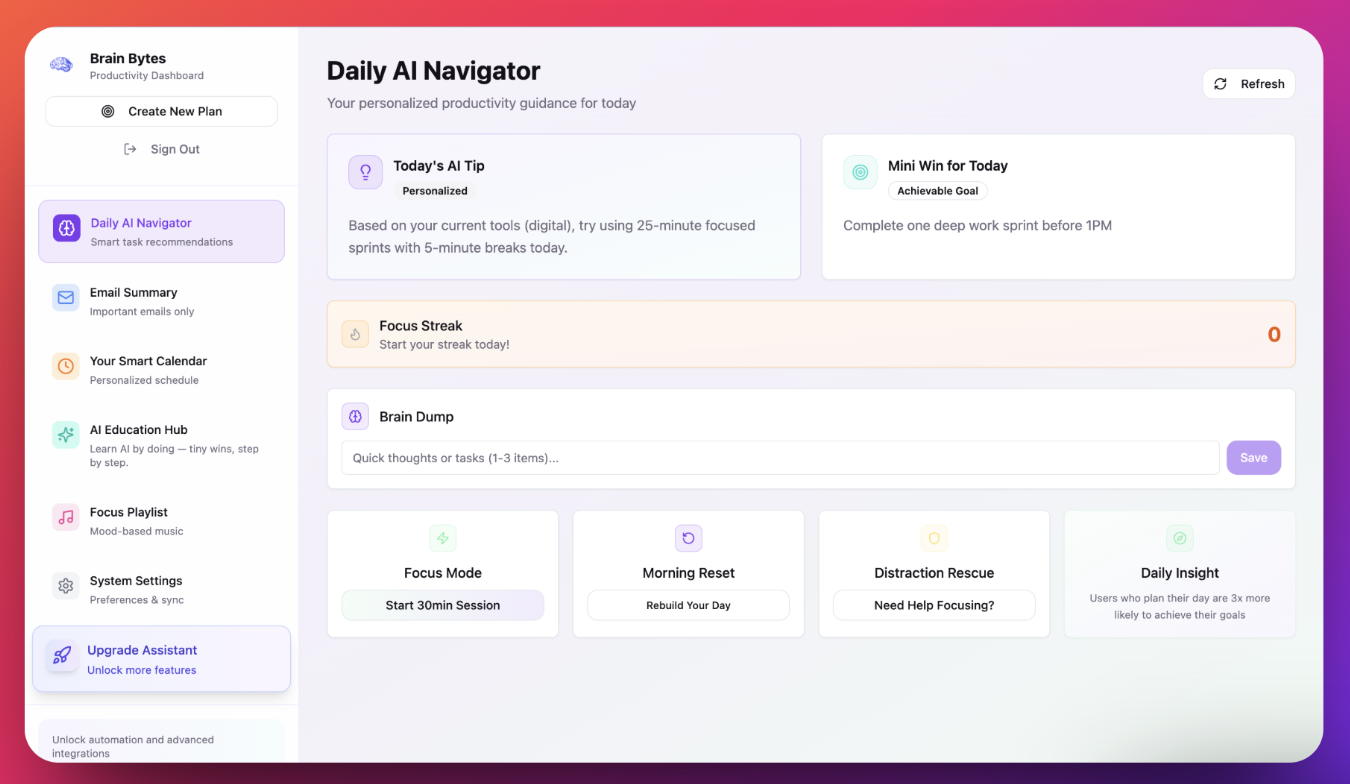 Brain Bytes
Productivity Dashboard
Create New Plan
Sign Out
Daily AI Navigator
Smart task recommendations
Email Summary
Important emails only
Your Smart Calendar
Personalized schedule
AI Education Hub
Learn AI by doing — tiny wins, step
by step.
Focus Playlist
Mood-based music
System Settings
Preferences & sync
Upgrade Assistant
Unlock more features
Unlock automation and advanced
integrations
Daily AI Navigator
Your personalized productivity guidance for today
Refresh
Today's AI Tip
Personalized
Based on your current tools (digital), try using 25-minute focused
sprints with 5-minute breaks today.
Mini Win for Today
Achievable Goal
Complete one deep work sprint before 1PM
Focus Streak
Start your streak today!
0
Brain Dump
Quick thoughts or tasks (1-3 items)...
Save
Focus Mode
Start 30min Session
Morning Reset
Rebuild Your Day
Distraction Rescue
Need Help Focusing?
Daily Insight
Users who plan their day are 3x more
likely to achieve their goals